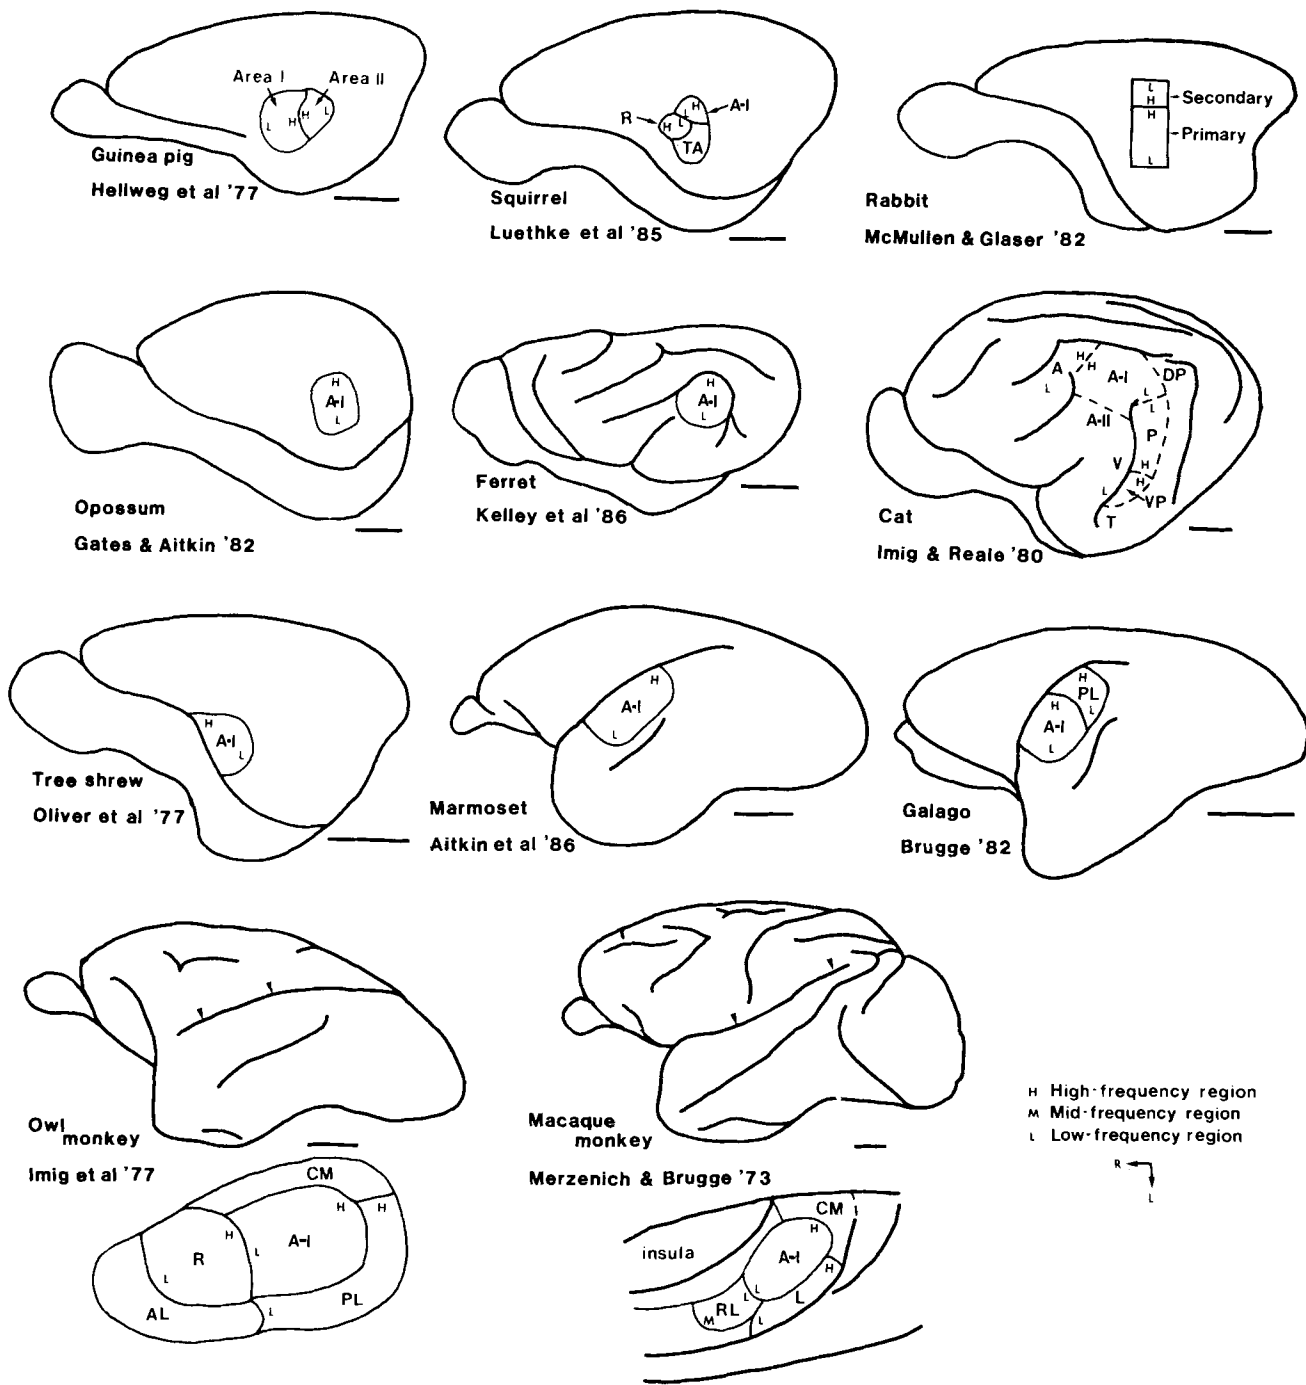 Area I
Area II
L
H
H
L
Guinea pig
Hellweg et al '77
R
A-I
H
L
L
H
L
TA
Squirrel
Luethke et al '85
L
H
H
L
Secondary
Primary
Rabbit
McMullen & Glaser '82
H
A-I
L
Opossum
Gates & Aitkin '82
H
A-I
L
Ferret
Kelley et al '86
A
H
H
L
A-I
DP
L
L
A-II
P
V
H
H
L
VP
T
Cat
Imig & Reale '80
H
A-I
L
Tree shrew
Oliver et al '77
H
A-I
L
Marmoset
Aitkin et al '86
H
PL
H
L
A-I
L
Galago
Brugge '82
Owl
monkey
Imig et al '77
CM
H
H
H
R
L
A-I
L
AL
L
PL
Macaque
monkey
Merzenich & Brugge '73
insula
CM
H
A-I
H
L
L
L
RL
M
L
H High-frequency region
M Mid-frequency region
L Low-frequency region
R
L